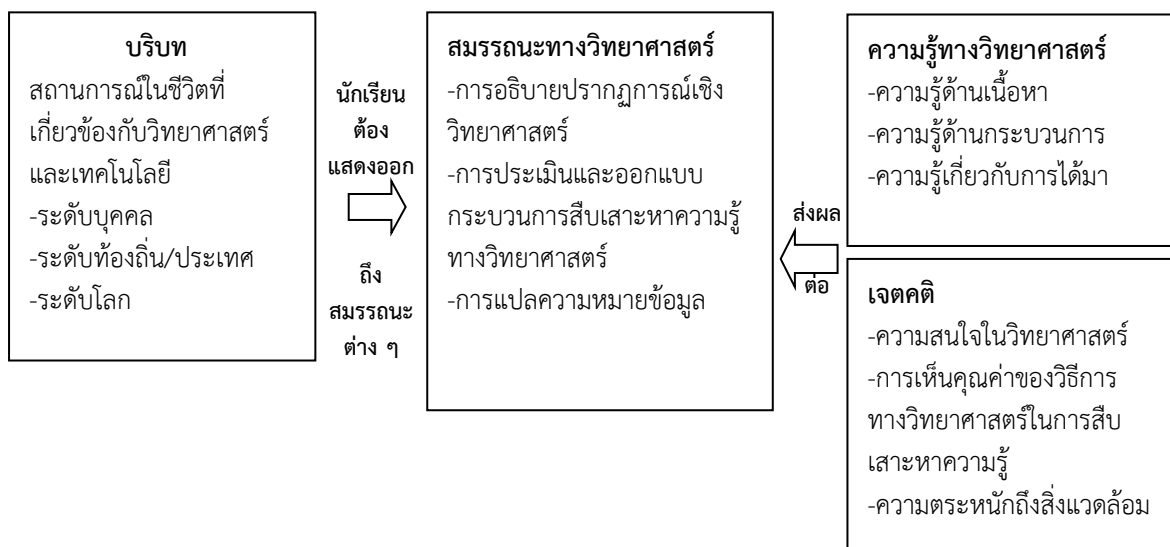 บริบท
สถานการณ์ในชีวิตที่
เกี่ยวข้องกับวิทยาศาสตร์
และเทคโนโลยี
-ระดับบุคคล
-ระดับท้องถิ่น/ประเทศ
-ระดับโลก
นักเรียน
ต้อง
แสดงออก
ถึง
สมรรถนะ
ต่าง ๆ
สมรรถนะทางวิทยาศาสตร์
-การอธิบายปรากฏการณ์เชิง
วิทยาศาสตร์
-การประเมินและออกแบบ
กระบวนการสืบเสาะหาความรู้
ทางวิทยาศาสตร์
-การแปลความหมายข้อมูล
ส่งผล
ต่อ
ความรู้ทางวิทยาศาสตร์
-ความรู้ด้านเนื้อหา
-ความรู้ด้านกระบวนการ
-ความรู้เกี่ยวกับการได้มา
เจตคติ
-ความสนใจในวิทยาศาสตร์
-การเห็นคุณค่าของวิธีการ
ทางวิทยาศาสตร์ในการสืบ
เสาะหาความรู้
-ความตระหนักถึงสิ่งแวดล้อม